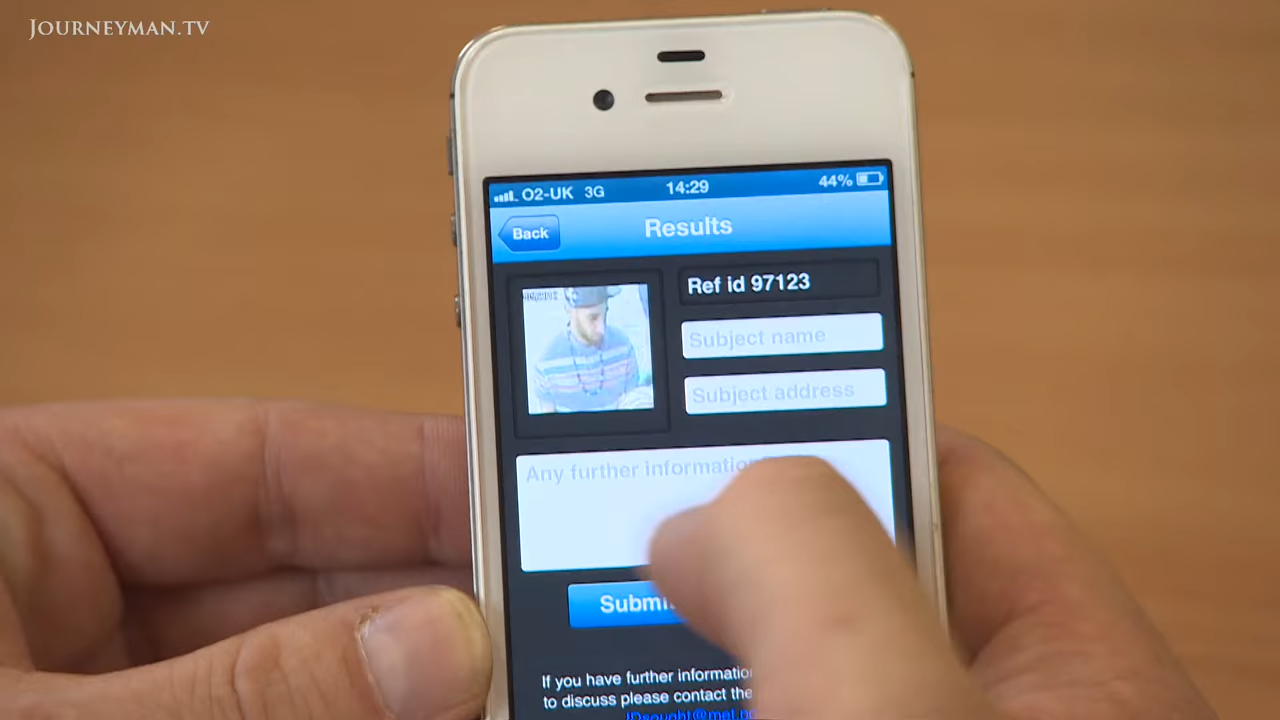 JOURNEYMAN.TV
O2-UK 3G 14:29 44%
Back Results
Ref id 97123
Subject name
Subject address
Any further information
Submit
If you have further information
to discuss please contact the